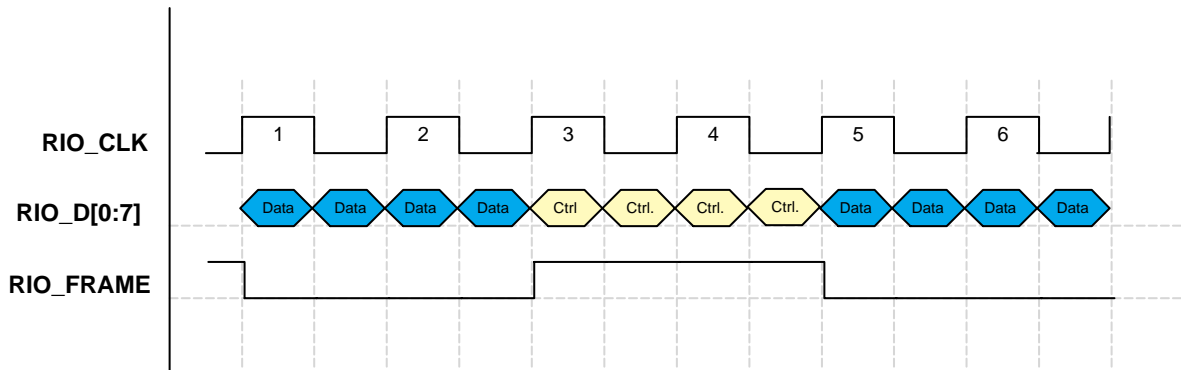 RIO_CLK 1 2 3 4 5 6
RIO_D[0:7] Data Data Data Data Ctrl Ctrl. Ctrl. Ctrl. Data Data Data Data
RIO_FRAME